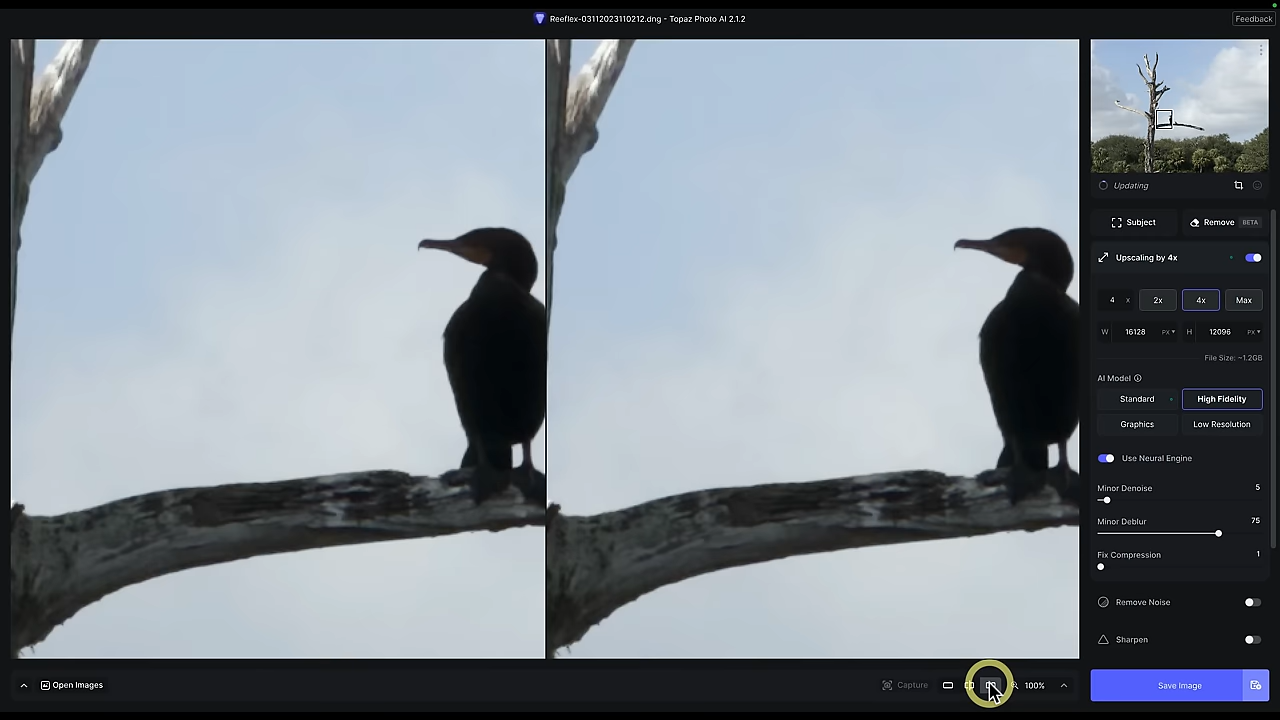 Reeflex-03112023110212.dng - Topaz Photo AI 2.1.2
Feedback
Updating
Subject
Remove BETA
Upscaling by 4x
4 x 2x 4x Max
W 16128 PX H 12096 PX
File Size: ~1.2GB
AI Model
Standard High Fidelity
Graphics Low Resolution
Use Neural Engine
Minor Denoise 5
Minor Deblur 75
Fix Compression 1
Remove Noise
Sharpen
Open Images
Capture
100%
Save Image